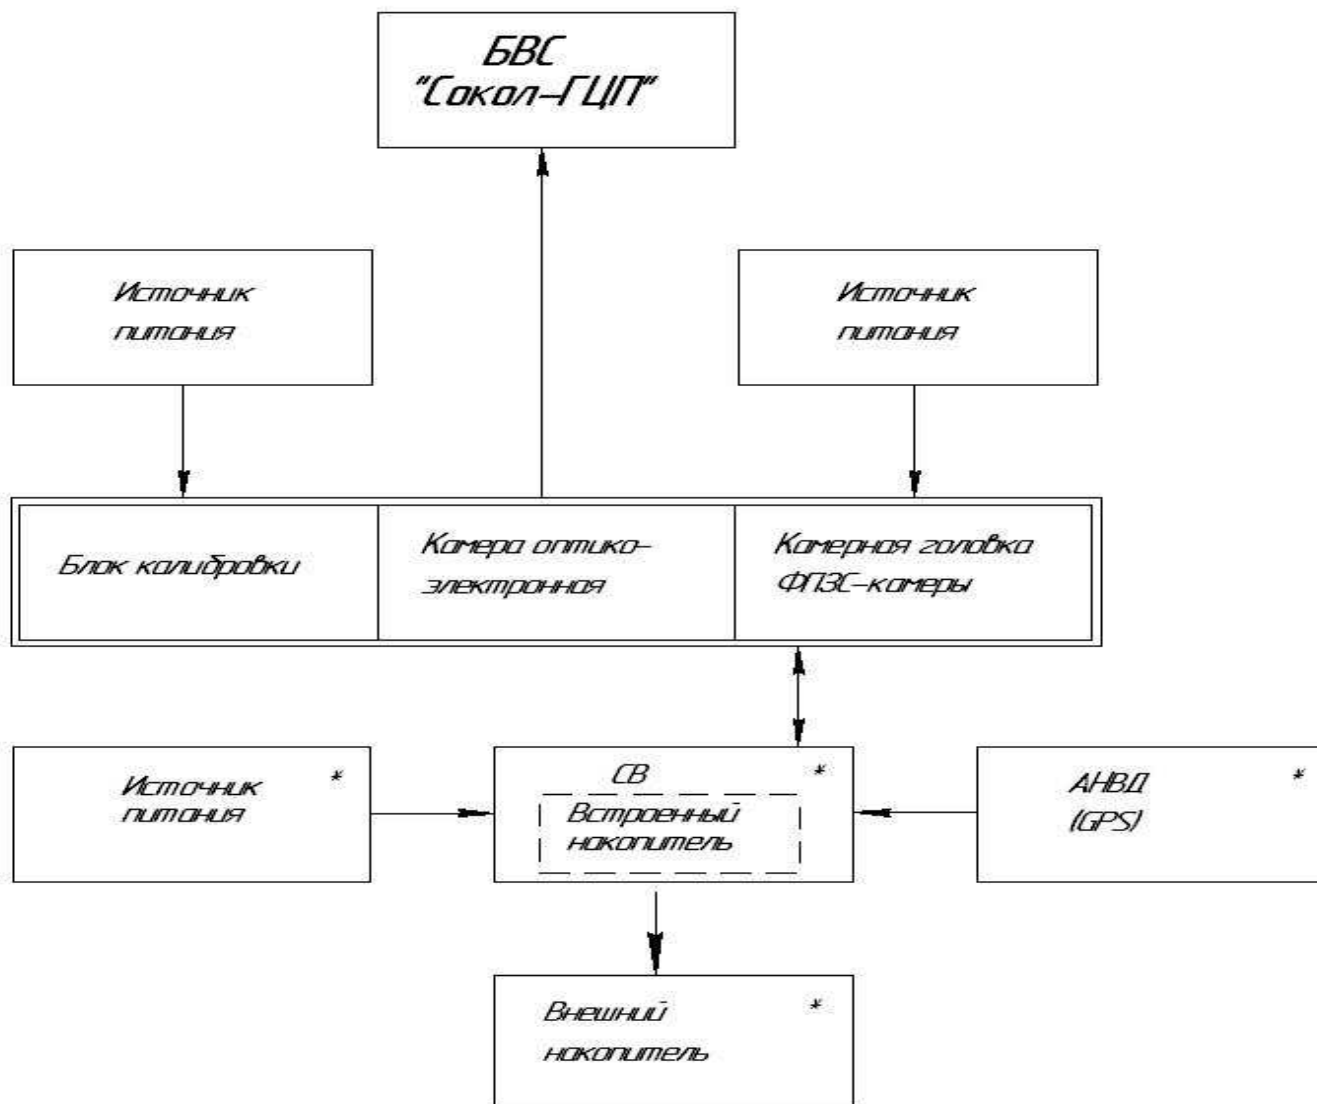 БВС
"Сокол-ГЦП"
Источник
питания
Источник
питания
Блок калибровки
Камера оптико-
электронная
Камерная головка
ФПЗС-камеры
Источник *
питания
СВ *
Встроенный
накопитель
АНВД *
(GPS)
Внешний *
накопитель